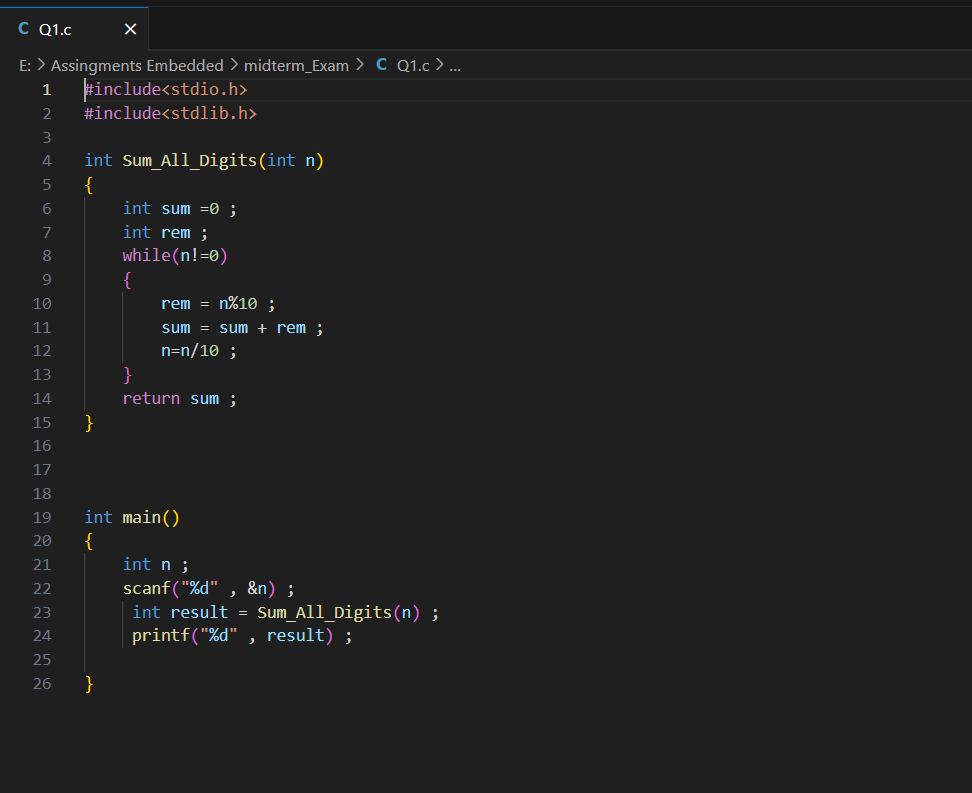 C Q1.c ×
E: > Assingments Embedded > midterm_Exam > C Q1.c > ...
1 #include<stdio.h>
2 #include<stdlib.h>
3
4 int Sum_All_Digits(int n)
5 {
6 int sum =0 ;
7 int rem ;
8 while(n!=0)
9 {
10 rem = n%10 ;
11 sum = sum + rem ;
12 n=n/10 ;
13 }
14 return sum ;
15 }
16
17
18
19 int main()
20 {
21 int n ;
22 scanf("%d" , &n) ;
23 int result = Sum_All_Digits(n) ;
24 printf("%d" , result) ;
25
26 }